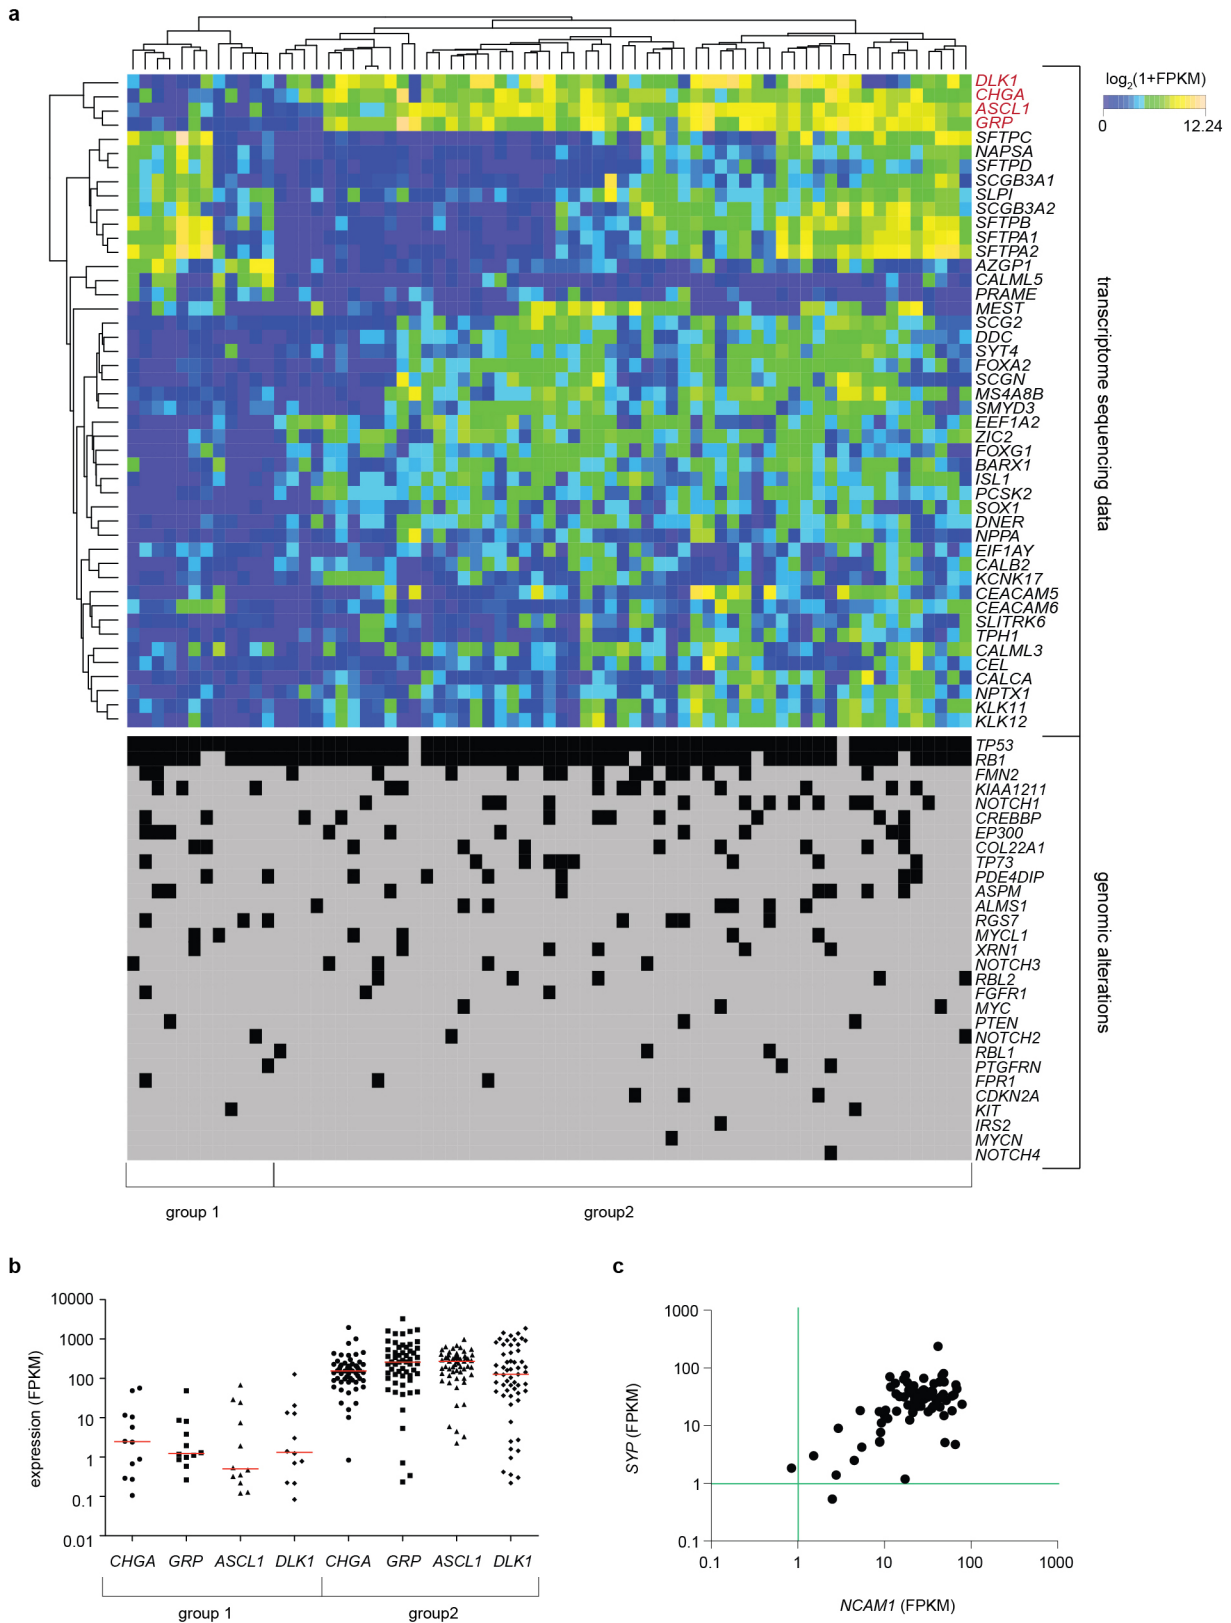 a
log2(1+FPKM)
0 12.24
DLK1
CHGA
ASCL1
GRP
SFTPC
NAPSA
SFTPD
SCGB3A1
SLPI
SCGB3A2
SFTPB
SFTPA1
SFTPA2
AZGP1
CALML5
PRAME
MEST
SCG2
DDC
SYT4
FOXA2
SCGN
MS4A8B
SMYD3
EEF1A2
ZIC2
FOXG1
BARX1
ISL1
PCSK2
SOX1
DNER
NPPA
EIF1AY
CALB2
KCNK17
CEACAM5
CEACAM6
SLITRK6
TPH1
CALML3
CEL
CALCA
NPTX1
KLK11
KLK12
transcriptome sequencing data
TP53
RB1
FMN2
KIAA1211
NOTCH1
CREBBP
EP300
COL22A1
TP73
PDE4DIP
ASPM
ALMS1
RGS7
MYCL1
XRN1
NOTCH3
RBL2
FGFR1
MYC
PTEN
NOTCH2
RBL1
PTGFRN
FPR1
CDKN2A
KIT
IRS2
MYCN
NOTCH4
genomic alterations
group 1 group2
b
expression (FPKM)
10000
1000
100
10
1
0.1
0.01
CHGA GRP ASCL1 DLK1 CHGA GRP ASCL1 DLK1
group 1 group2
c
SYP (FPKM)
1000
100
10
1
0.1
0.1 1 10 100 1000
NCAM1 (FPKM)